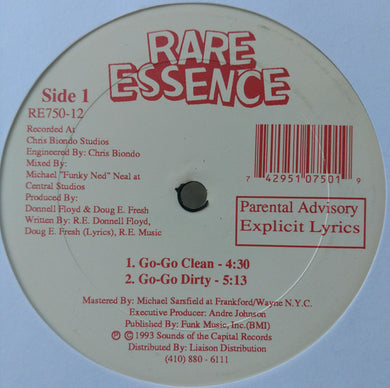 RARE
ESSENCE
Side 1
RE750-12
Recorded At
Chris Biondo Studios
Engineered By: Chris Biondo
Mixed By:
Michael "Funky Ned" Neal at
Central Studios
Produced By:
Donnell Floyd & Doug E. Fresh
Written By: R.E. Donnell Floyd,
Doug E. Fresh (Lyrics), R.E. Music
7 42951 07501 9
Parental Advisory
Explicit Lyrics
1. Go-Go Clean - 4:30
2. Go-Go Dirty - 5:13
Mastered By: Michael Sarsfield at Frankford/Wayne N.Y.C.
Executive Producer: Andre Johnson
Published By: Funk Music, Inc.(BMI)
℗ © 1993 Sounds of the Capital Records
Distributed By: Liaison Distribution
(410) 880 - 6111